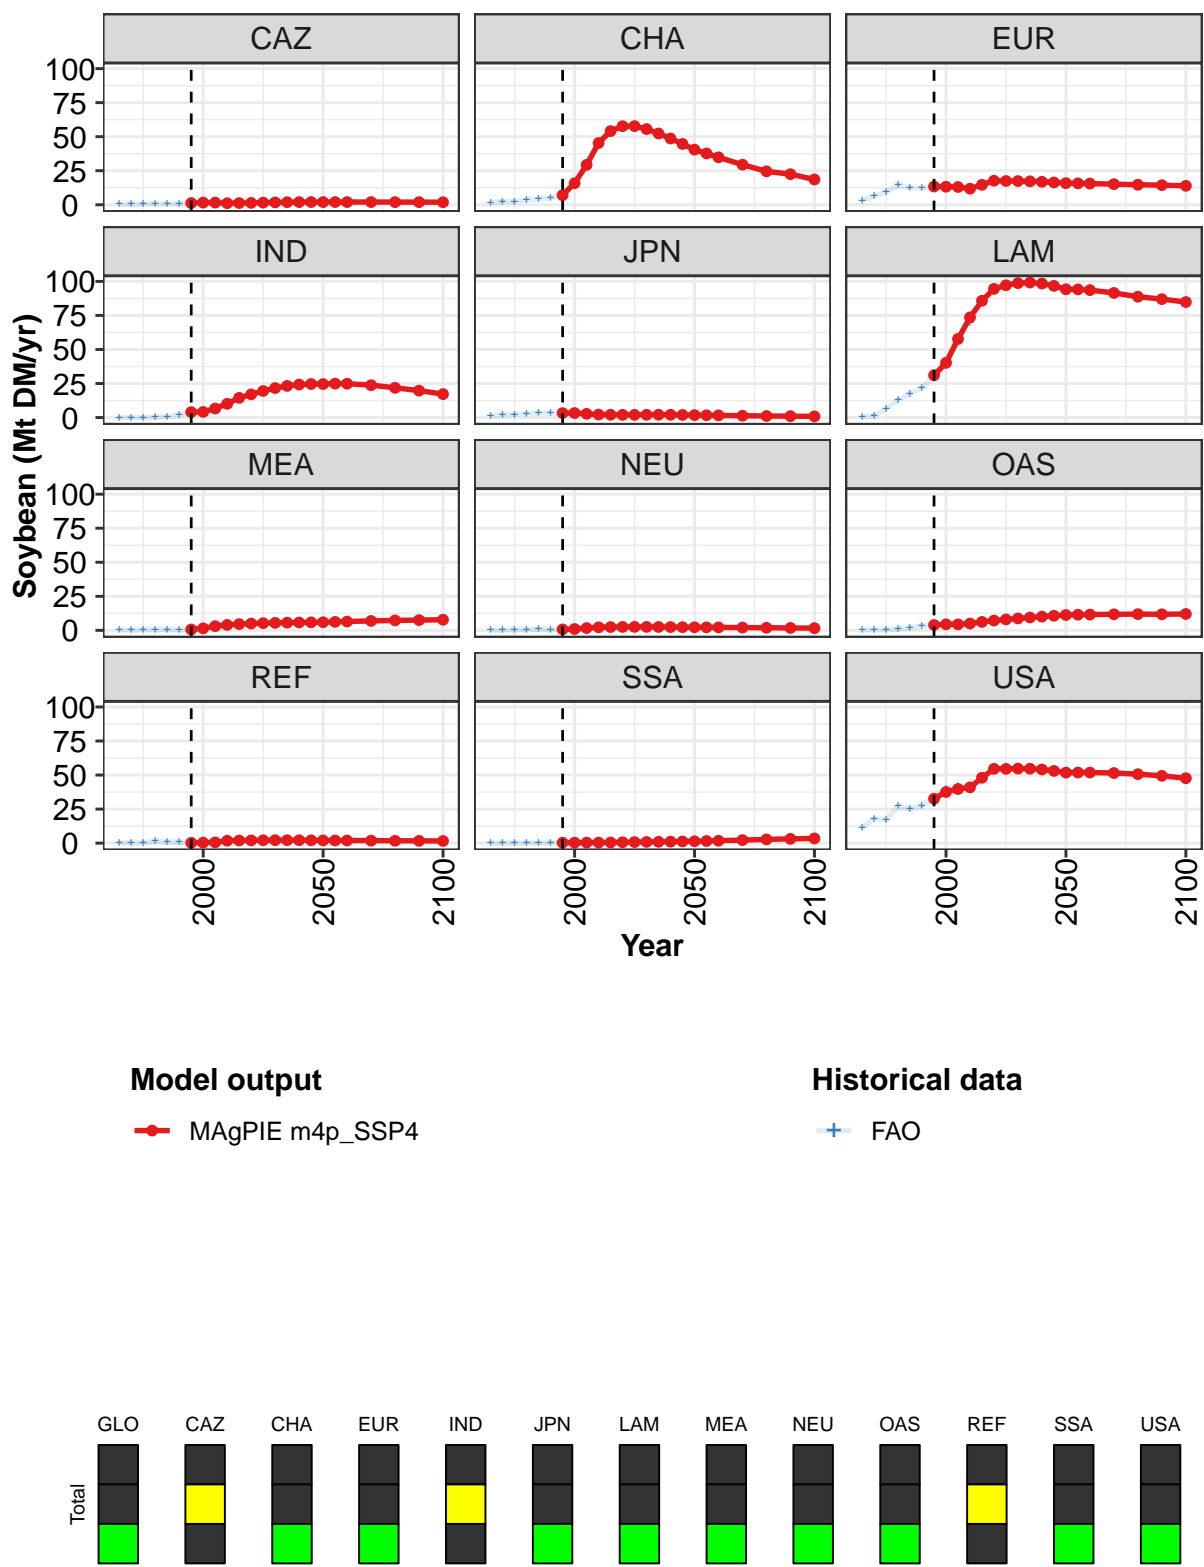 CAZ CHA EUR
100
75
50
25
0
IND JPN LAM
100
75
50
25
0
MEA NEU OAS
100
75
50
25
0
REF SSA USA
100
75
50
25
0
Soybean (Mt DM/yr)
2000 2050 2100 2000 2050 2100 2000 2050 2100
Year
Model output Historical data
MAgPIE m4p_SSP4 FAO
GLO CAZ CHA EUR IND JPN LAM MEA NEU OAS REF SSA USA
Total